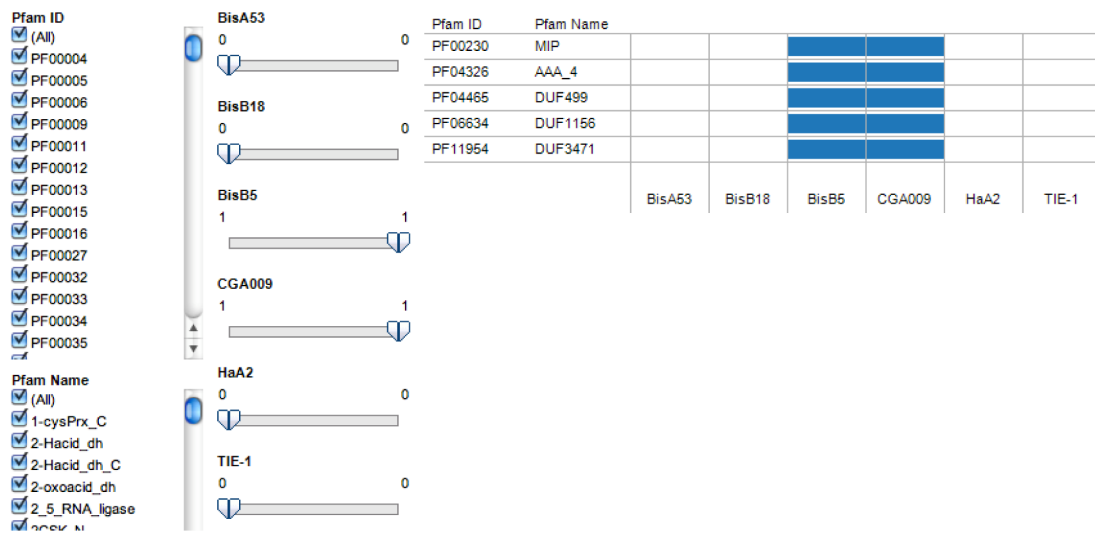 Pfam ID
(All)
PF00004
PF00005
PF00006
PF00009
PF00011
PF00012
PF00013
PF00015
PF00016
PF00027
PF00032
PF00033
PF00034
PF00035
Pfam Name
(All)
1-cysPrx_C
2-Hacid_dh
2-Hacid_dh_C
2-oxoacid_dh
2_5_RNA_ligase
BisA53
0 0
BisB18
0 0
BisB5
1 1
CGA009
1 1
HaA2
0 0
TIE-1
0 0
Pfam ID Pfam Name
PF00230 MIP
PF04326 AAA_4
PF04465 DUF499
PF06634 DUF1156
PF11954 DUF3471
BisA53 BisB18 BisB5 CGA009 HaA2 TIE-1